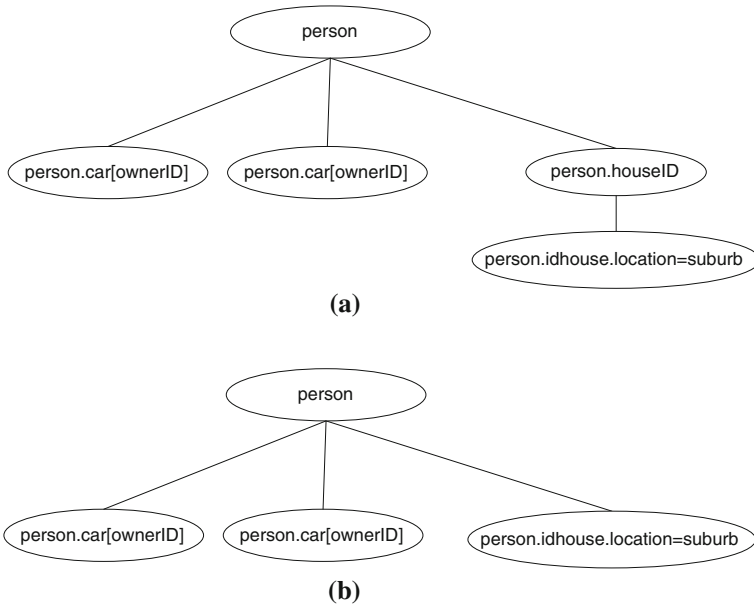 person
person.car[ownerID]
person.car[ownerID]
person.houseID
person.idhouse.location=suburb
(a)
person
person.car[ownerID]
person.car[ownerID]
person.idhouse.location=suburb
(b)